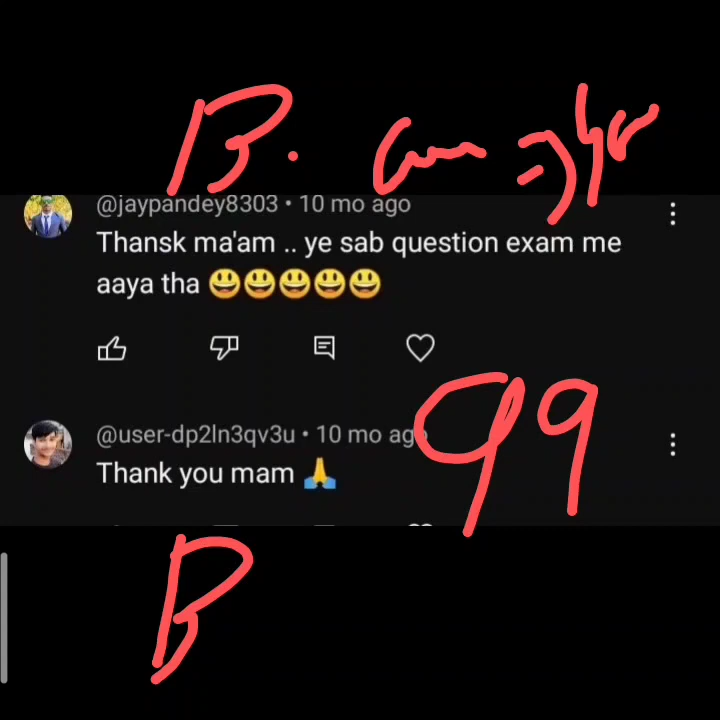 B.
@jaypandey8303 • 10 mo ago
Thansk ma'am .. ye sab question exam me
aaya tha 😃😃😃😃😃
99
@user-dp2ln3qv3u • 10 mo ago
Thank you mam 🙏
B